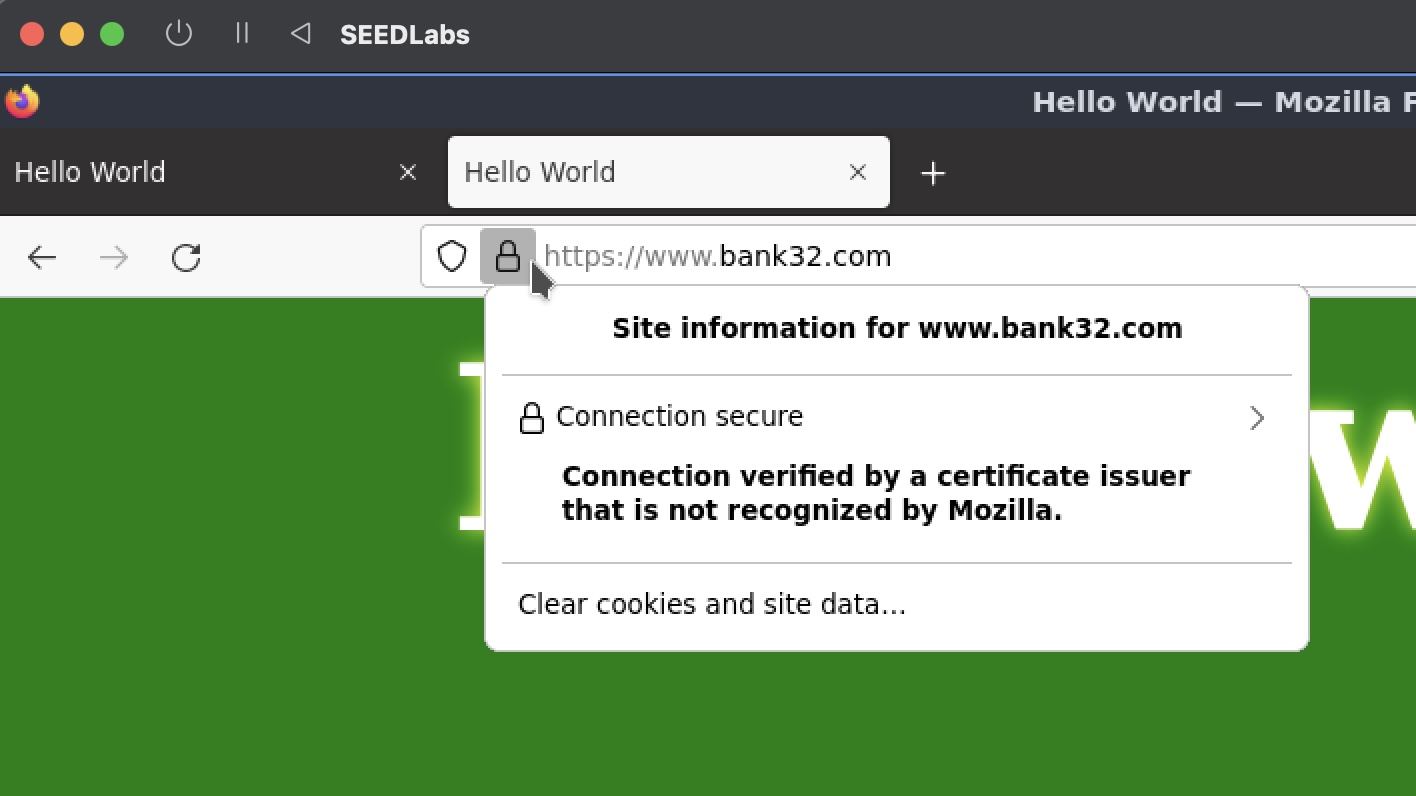 SEEDLabs
Hello World — Mozilla
Hello World
Hello World
https://www.bank32.com
Site information for www.bank32.com
Connection secure
Connection verified by a certificate issuer
that is not recognized by Mozilla.
Clear cookies and site data...